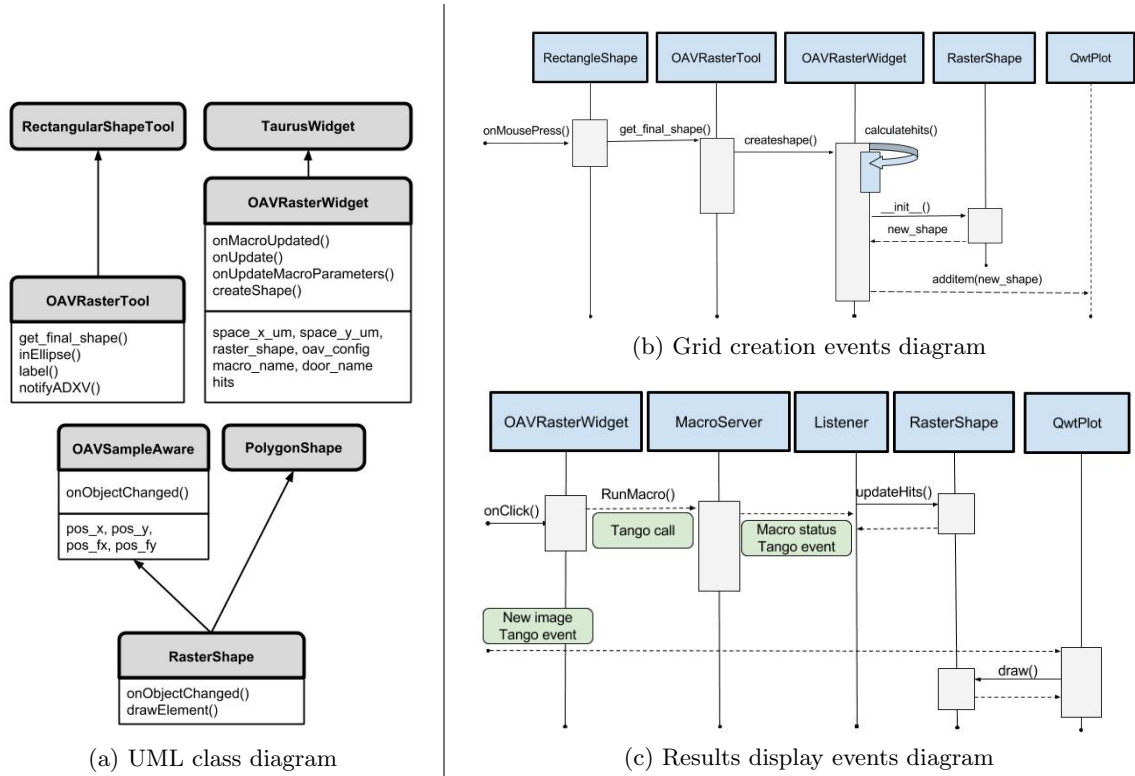 RectangularShapeTool
TaurusWidget
OAVRasterWidget
onMacroUpdated()
onUpdate()
onUpdateMacroParameters()
createShape()
space_x_um, space_y_um,
raster_shape, oav_config
macro_name, door_name
hits
OAVRasterTool
get_final_shape()
inEllipse()
label()
notifyADXV()
OAVSampleAware
onObjectChanged()
pos_x, pos_y,
pos_fx, pos_fy
PolygonShape
RasterShape
onObjectChanged()
drawElement()
(a) UML class diagram
RectangleShape
OAVRasterTool
OAVRasterWidget
RasterShape
QwtPlot
onMousePress()
get_final_shape()
createshape()
calculatehits()
__init__()
new_shape
additem(new_shape)
(b) Grid creation events diagram
OAVRasterWidget
MacroServer
Listener
RasterShape
QwtPlot
onClick()
RunMacro()
Tango call
Macro status
Tango event
updateHits()
New image
Tango event
draw()
(c) Results display events diagram